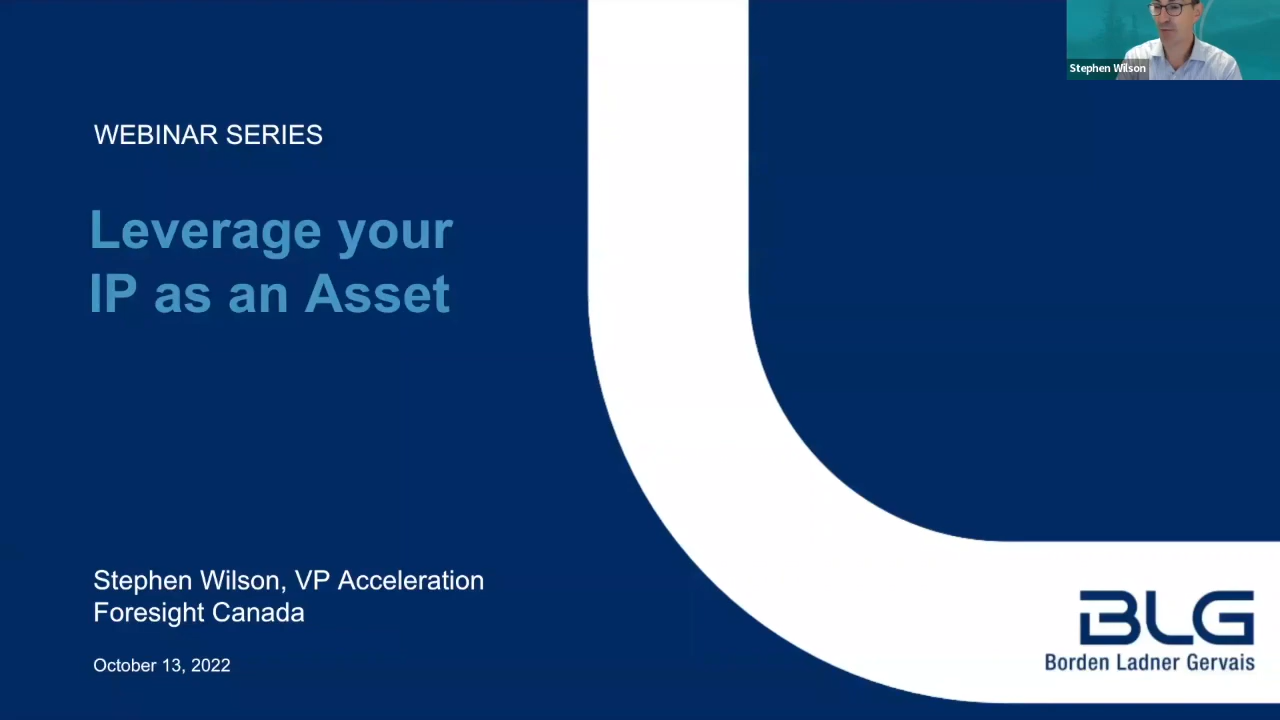 Stephen Wilson
WEBINAR SERIES
Leverage your
IP as an Asset
Stephen Wilson, VP Acceleration
Foresight Canada
October 13, 2022
BLG
Borden Ladner Gervais